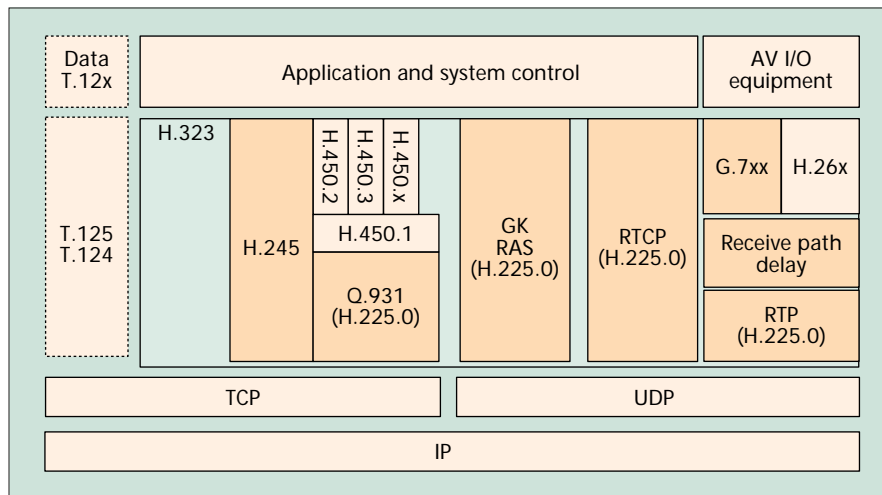 Data
T.12x
Application and system control
AV I/O
equipment
H.323
H.450.2
H.450.3
H.450.x
G.7xx
H.26x
T.125
T.124
H.245
H.450.1
Q.931
(H.225.0)
GK
RAS
(H.225.0)
RTCP
(H.225.0)
Receive path
delay
RTP
(H.225.0)
TCP
UDP
IP